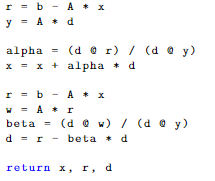 r = b - A * x
y = A * d
alpha = (d @ r) / (d @ y)
x = x + alpha * d
r = b - A * x
w = A * r
beta = (d @ w) / (d @ y)
d = r - beta * d
return x, r, d